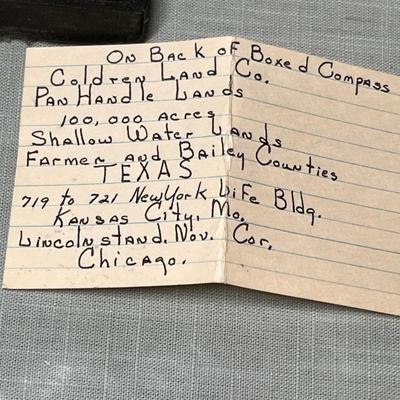 On Back of Boxed Compass
Coldren Land Co.
Pan Handle Lands
100,000 acres
Shallow Water Lands
Farmer and Bailey Counties
TEXAS
719 to 721 New York Life Bldg.
Kansas City, Mo.
Lincoln stand. Nov. Cor,
Chicago.